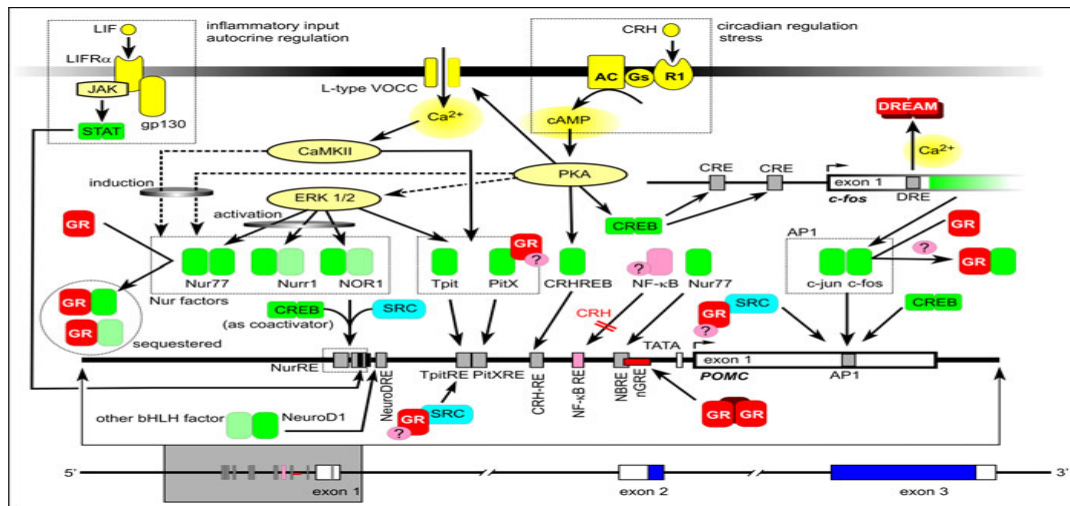 LIF
inflammatory input
autocrine regulation
CRH
circadian regulation
stress
LIFRα
JAK
STAT
gp130
L-type VOCC
Ca2+
AC
Gs
R1
cAMP
DREAM
Ca2+
CaMKII
PKA
CRE
CRE
exon 1
c-fos
DRE
induction
ERK 1/2
activation
CREB
GR
Nur77
Nurr1
NOR1
Nur factors
Tpit
PitX
GR
?
CRHREB
?
NF-κB
Nur77
AP1
c-jun
c-fos
GR
?
GR
GR
GR
sequestered
CREB
(as coactivator)
SRC
CRH
GR
SRC
?
CREB
NurRE
NeuroDRE
TpitRE
PitXRE
CRH-RE
NF-κB RE
NBRE
nGRE
TATA
exon 1
POMC
AP1
other bHLH factor
NeuroD1
?
GR
SRC
GR
GR
5'
exon 1
exon 2
exon 3
3'